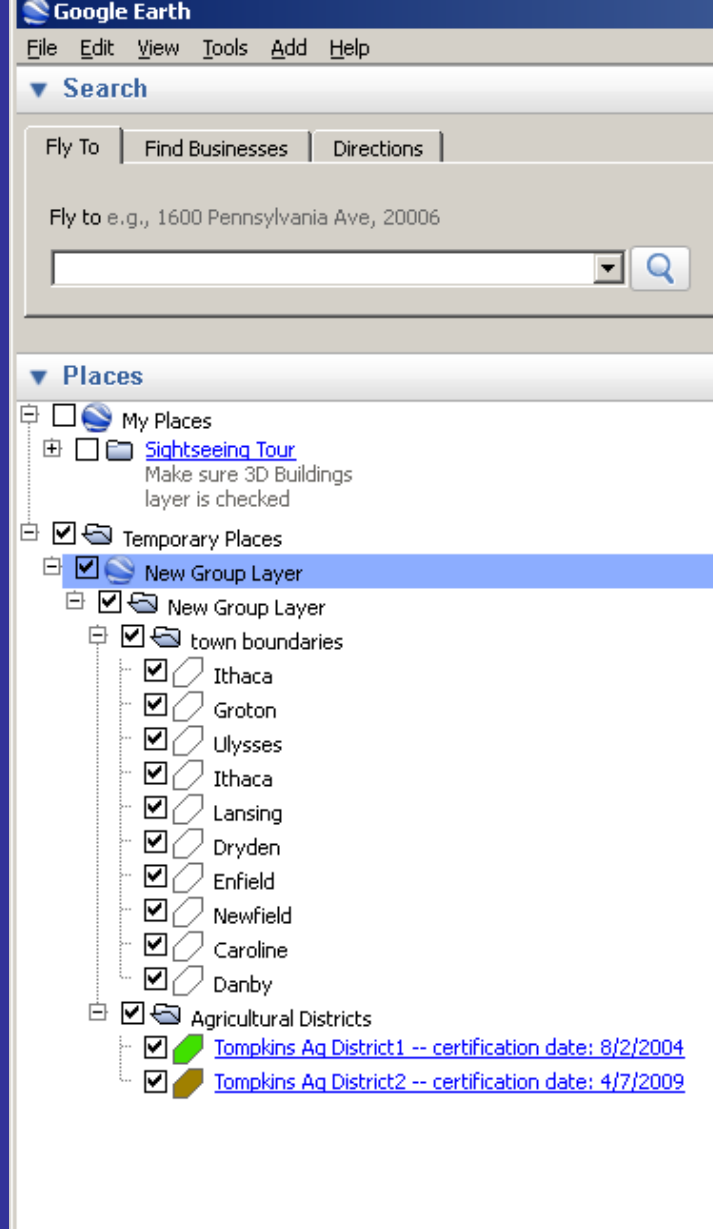 Google Earth
File Edit View Tools Add Help
Search
Fly To Find Businesses Directions
Fly to e.g., 1600 Pennsylvania Ave, 20006
Places
My Places
Sightseeing Tour
Make sure 3D Buildings
layer is checked
Temporary Places
New Group Layer
New Group Layer
town boundaries
Ithaca
Groton
Ulysses
Ithaca
Lansing
Dryden
Enfield
Newfield
Caroline
Danby
Agricultural Districts
Tompkins Ag District1 -- certification date: 8/2/2004
Tompkins Ag District2 -- certification date: 4/7/2009